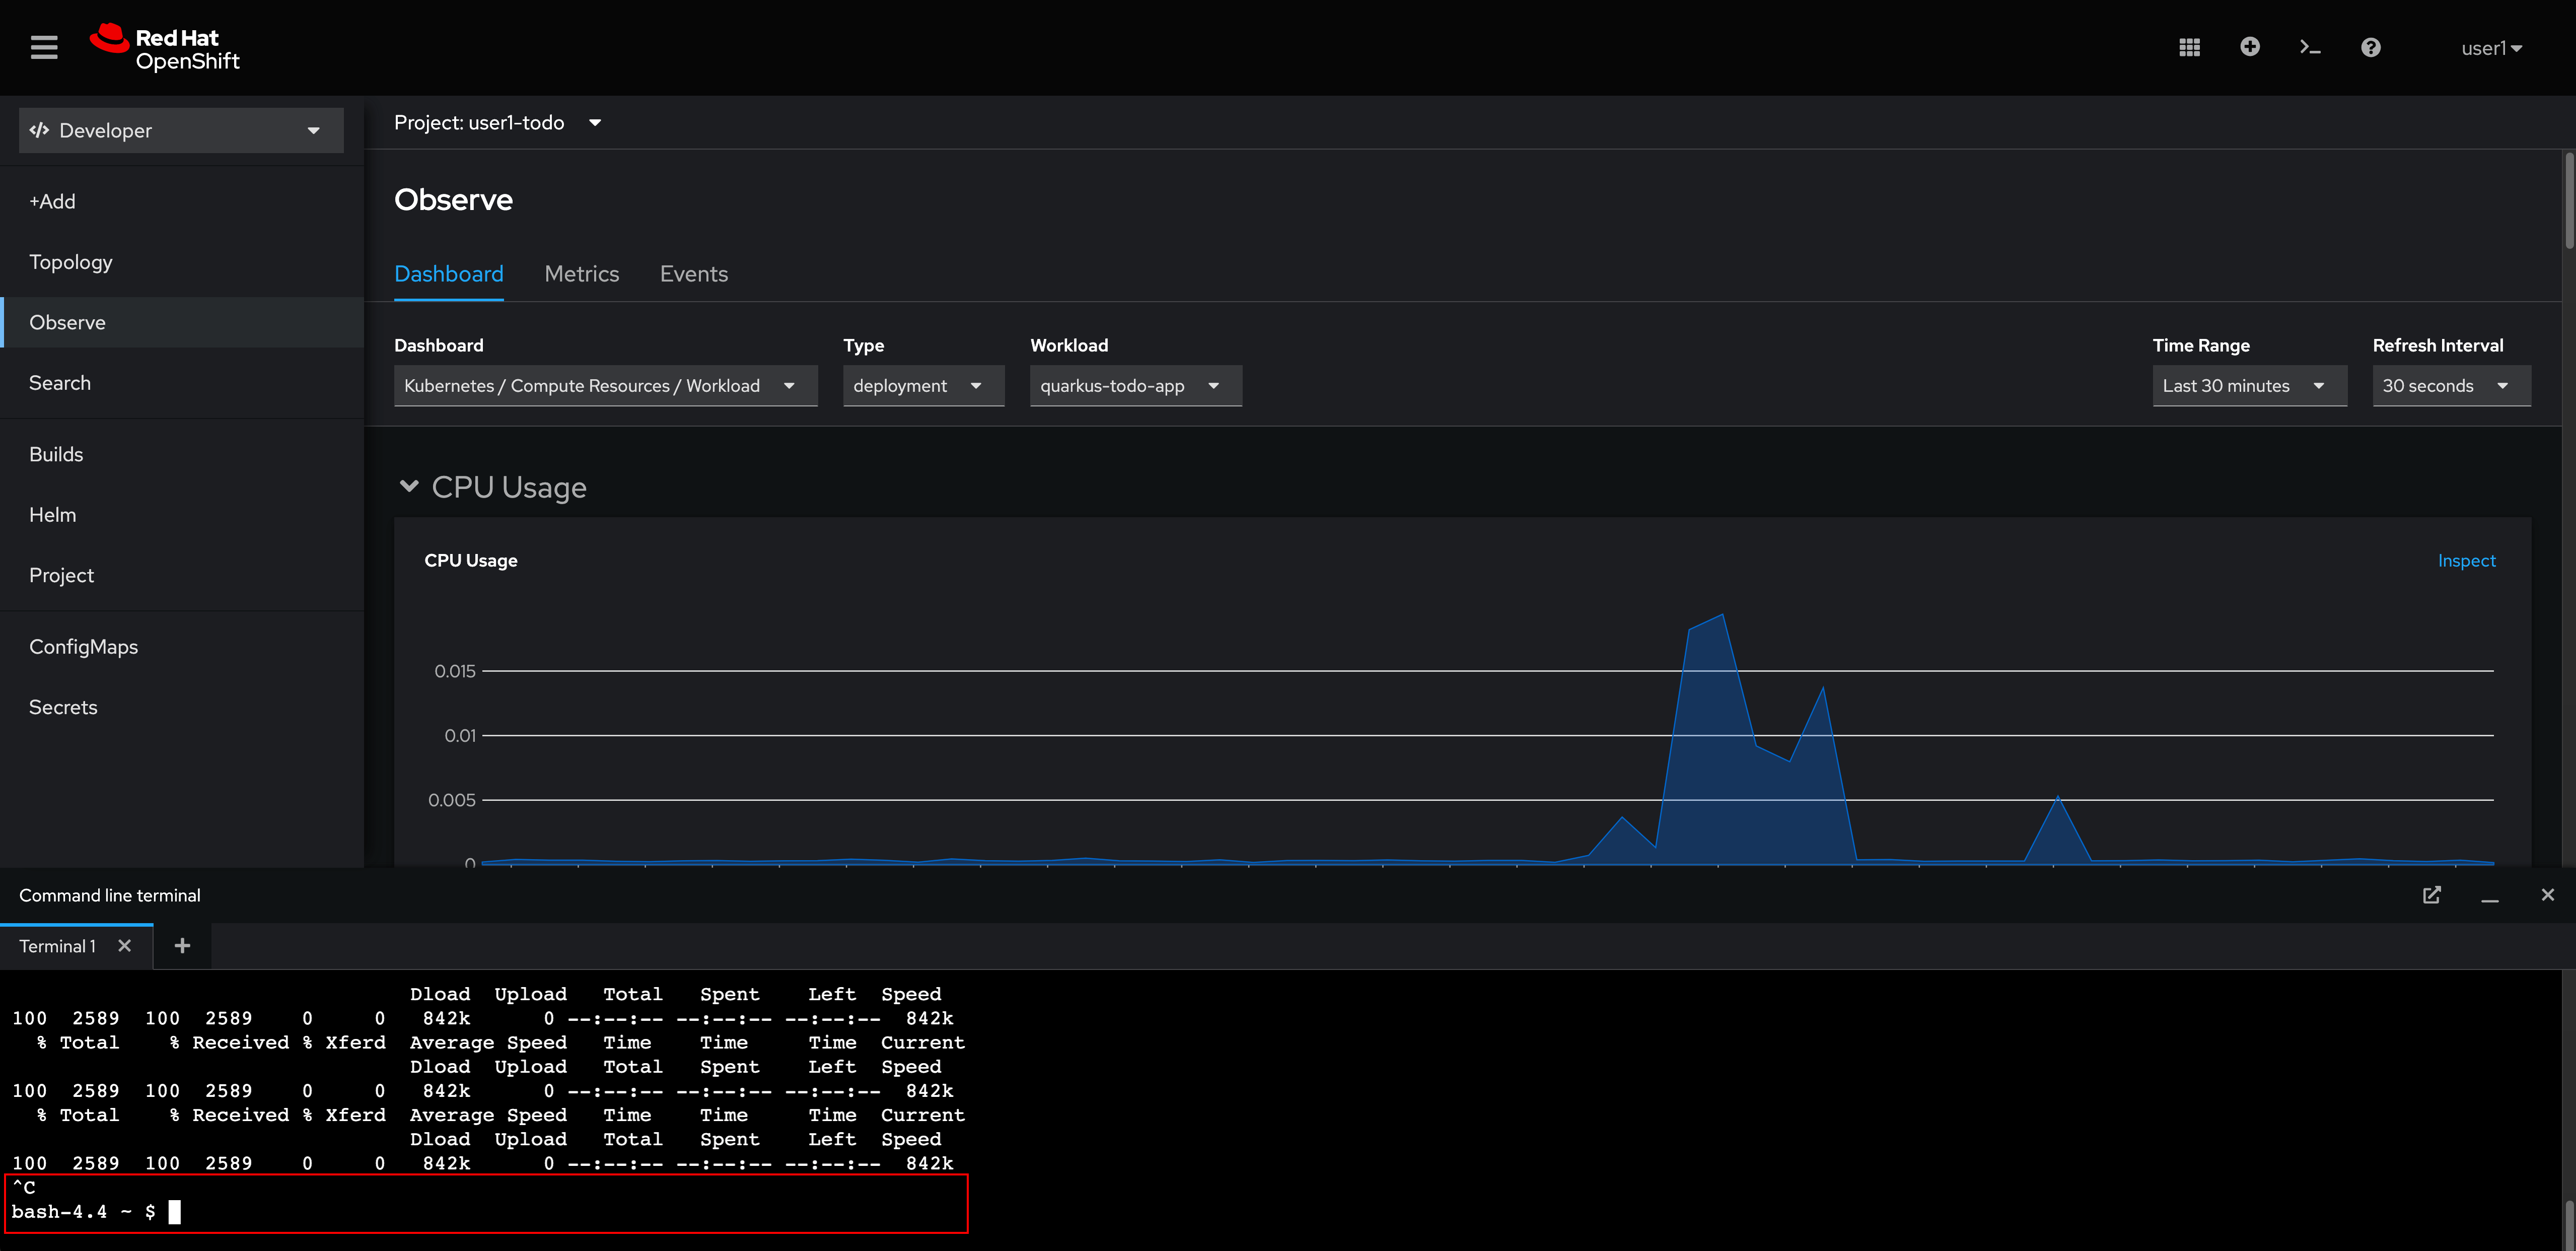 Red Hat
OpenShift
user1
Developer
+Add
Topology
Observe
Search
Builds
Helm
Project
ConfigMaps
Secrets
Project: user1-todo
Observe
Dashboard Metrics Events
Dashboard Type Workload Time Range Refresh Interval
Kubernetes / Compute Resources / Workload deployment quarkus-todo-app Last 30 minutes 30 seconds
CPU Usage
CPU Usage Inspect
0.015
0.01
0.005
0
Command line terminal
Terminal 1
Dload Upload Total Spent Left Speed
100 2589 100 2589 0 0 842k 0 --:--:-- --:--:-- --:--:-- 842k
% Total % Received % Xferd Average Speed Time Time Time Current
Dload Upload Total Spent Left Speed
100 2589 100 2589 0 0 842k 0 --:--:-- --:--:-- --:--:-- 842k
% Total % Received % Xferd Average Speed Time Time Time Current
Dload Upload Total Spent Left Speed
100 2589 100 2589 0 0 842k 0 --:--:-- --:--:-- --:--:-- 842k
^C
bash-4.4 ~ $